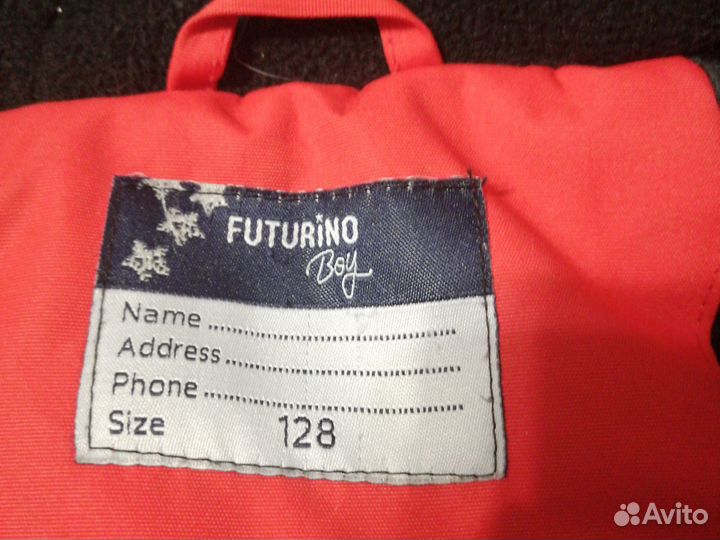 FUTURINO
Boy
Name
Address
Phone
Size 128
Avito